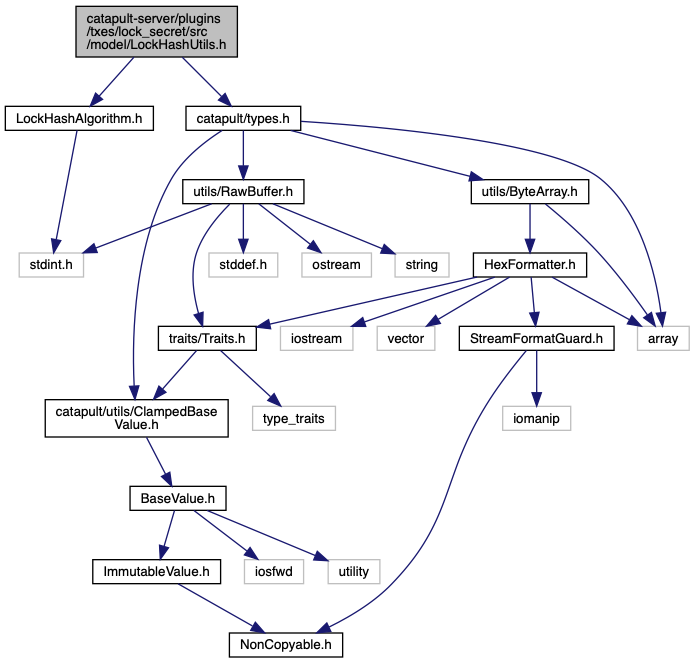 catapult-server/plugins
/txes/lock_secret/src
/model/LockHashUtils.h
LockHashAlgorithm.h
catapult/types.h
utils/RawBuffer.h
utils/ByteArray.h
stdint.h
stddef.h
ostream
string
HexFormatter.h
traits/Traits.h
iostream
vector
StreamFormatGuard.h
array
catapult/utils/ClampedBase
Value.h
type_traits
iomanip
BaseValue.h
ImmutableValue.h
iosfwd
utility
NonCopyable.h